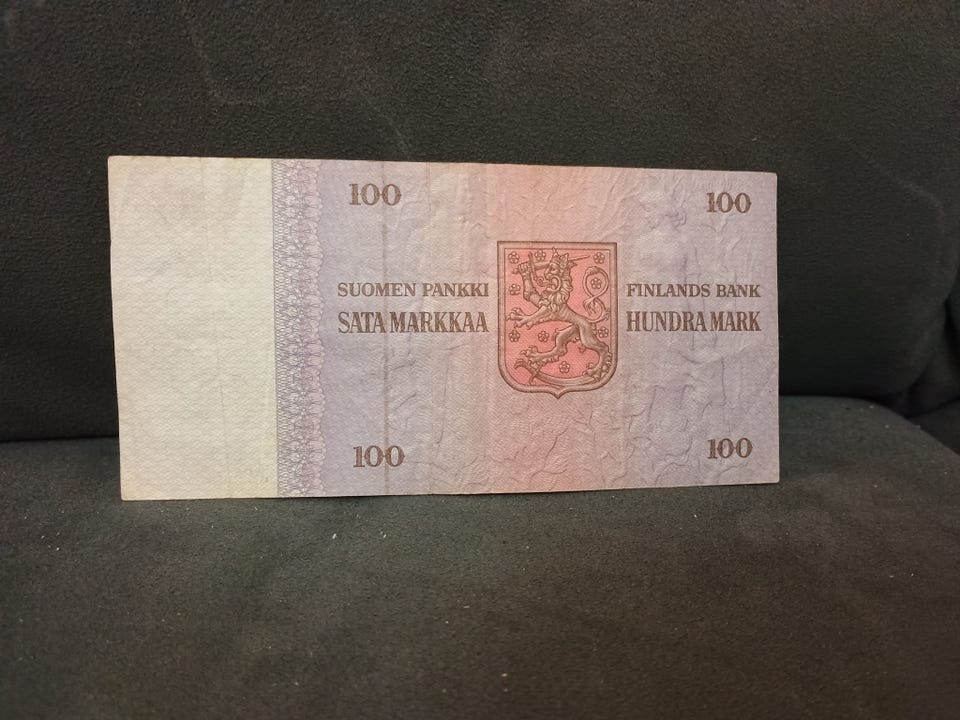 100 100
SUOMEN PANKKI FINLANDS BANK
SATA MARKKAA HUNDRA MARK
100 100